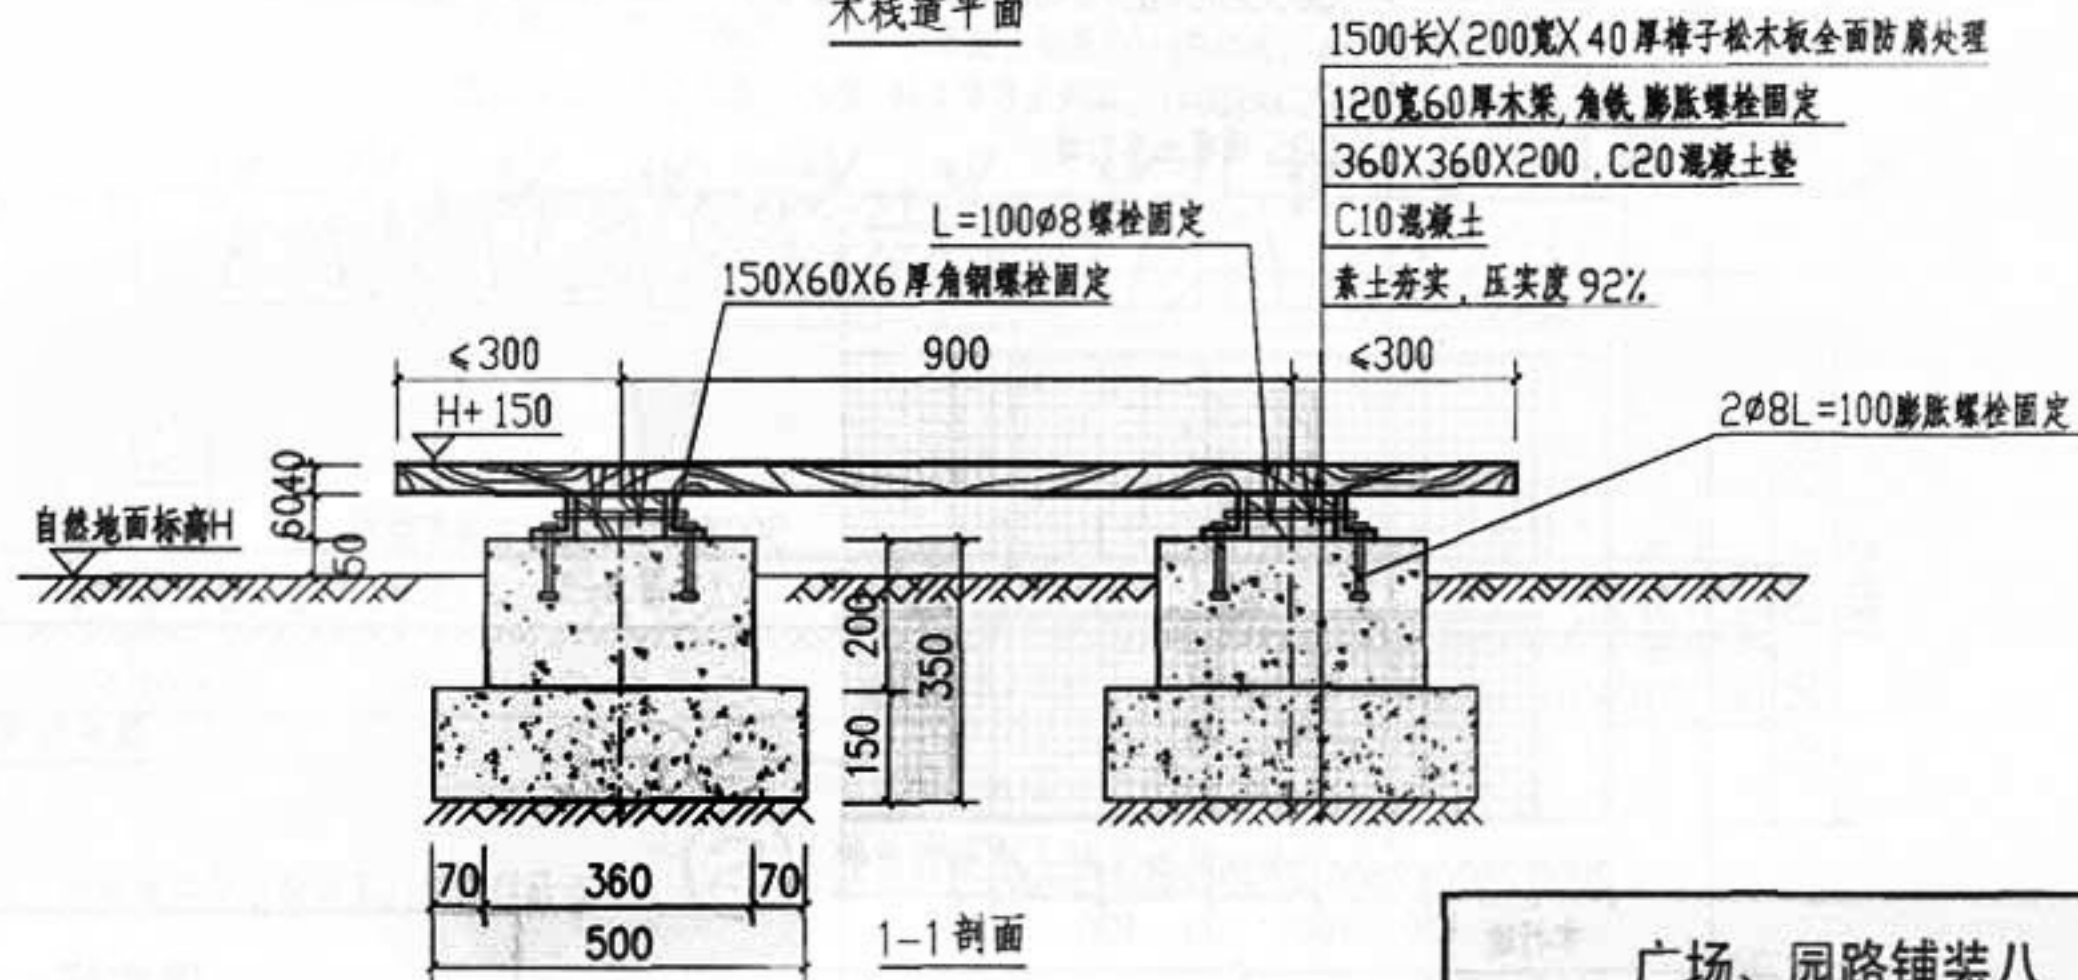 木栈道平面
1500长X200宽X40厚樟子松木板全面防腐处理
120宽60厚木梁,角铁,膨胀螺栓固定
360X360X200,C20混凝土垫
C10混凝土
素土夯实,压实度92%
L=100ø8螺栓固定
150X60X6厚角钢螺栓固定
≤300
900
≤300
H+150
2ø8L=100膨胀螺栓固定
40
60
50
自然地面标高H
200
350
150
70
360
70
500
1-1剖面
广场、园路铺装八